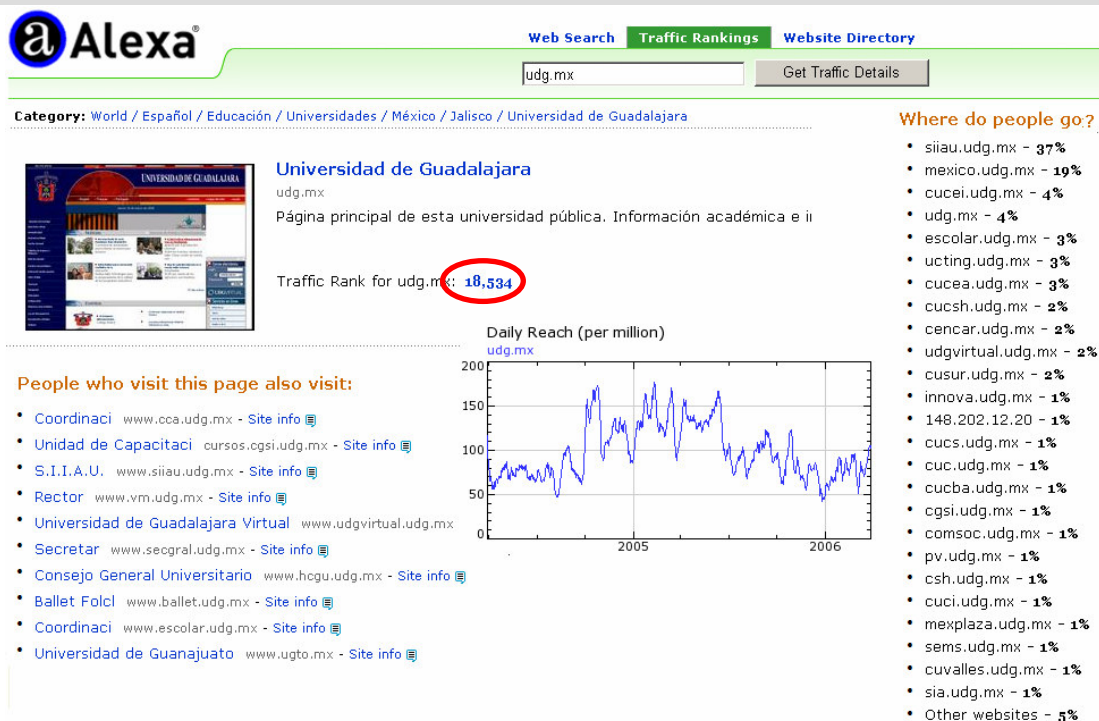 Alexa®
Web Search Traffic Rankings Website Directory
udg.mx Get Traffic Details
Category: World / Español / Educación / Universidades / México / Jalisco / Universidad de Guadalajara
UNIVERSIDAD DE GUADALAJARA
Universidad de Guadalajara
udg.mx
Página principal de esta universidad pública. Información académica e i
Traffic Rank for udg.mx: 18,534
People who visit this page also visit:
Coordinaci www.cca.udg.mx - Site info
Unidad de Capacitaci cursos.cgsi.udg.mx - Site info
S.I.I.A.U. www.siiau.udg.mx - Site info
Rector www.vm.udg.mx - Site info
Universidad de Guadalajara Virtual www.udgvirtual.udg.mx
Secretar www.secgral.udg.mx - Site info
Consejo General Universitario www.hcgu.udg.mx - Site info
Ballet Folcl www.ballet.udg.mx - Site info
Coordinaci www.escolar.udg.mx - Site info
Universidad de Guanajuato www.ugto.mx - Site info
Daily Reach (per million)
udg.mx
200
150
100
50
0
2005 2006
Where do people go?
siiau.udg.mx - 37%
mexico.udg.mx - 19%
cucei.udg.mx - 4%
udg.mx - 4%
escolar.udg.mx - 3%
ucting.udg.mx - 3%
cucea.udg.mx - 3%
cucsh.udg.mx - 2%
cencar.udg.mx - 2%
udgvirtual.udg.mx - 2%
cusur.udg.mx - 2%
innova.udg.mx - 1%
148.202.12.20 - 1%
cucs.udg.mx - 1%
cuc.udg.mx - 1%
cucba.udg.mx - 1%
cgsi.udg.mx - 1%
comsoc.udg.mx - 1%
pv.udg.mx - 1%
csh.udg.mx - 1%
cuci.udg.mx - 1%
mexplaza.udg.mx - 1%
sems.udg.mx - 1%
cuvalles.udg.mx - 1%
sia.udg.mx - 1%
Other websites - 5%